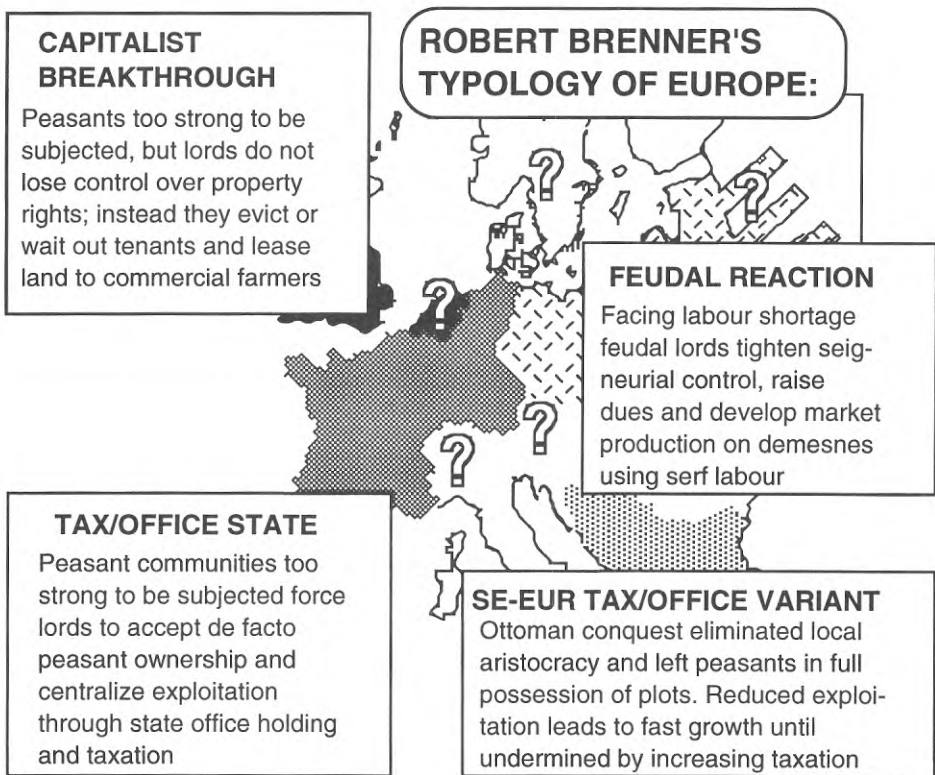 ROBERT BRENNER'S
TYPOLOGY OF EUROPE:
CAPITALIST
BREAKTHROUGH
Peasants too strong to be
subjected, but lords do not
lose control over property
rights; instead they evict or
wait out tenants and lease
land to commercial farmers
?
?
?
FEUDAL REACTION
Facing labour shortage
feudal lords tighten seig-
neurial control, raise
dues and develop market
production on demesnes
using serf labour
?
?
TAX/OFFICE STATE
Peasant communities too
strong to be subjected force
lords to accept de facto
peasant ownership and
centralize exploitation
through state office holding
and taxation
SE-EUR TAX/OFFICE VARIANT
Ottoman conquest eliminated local
aristocracy and left peasants in full
possession of plots. Reduced exploi-
tation leads to fast growth until
undermined by increasing taxation